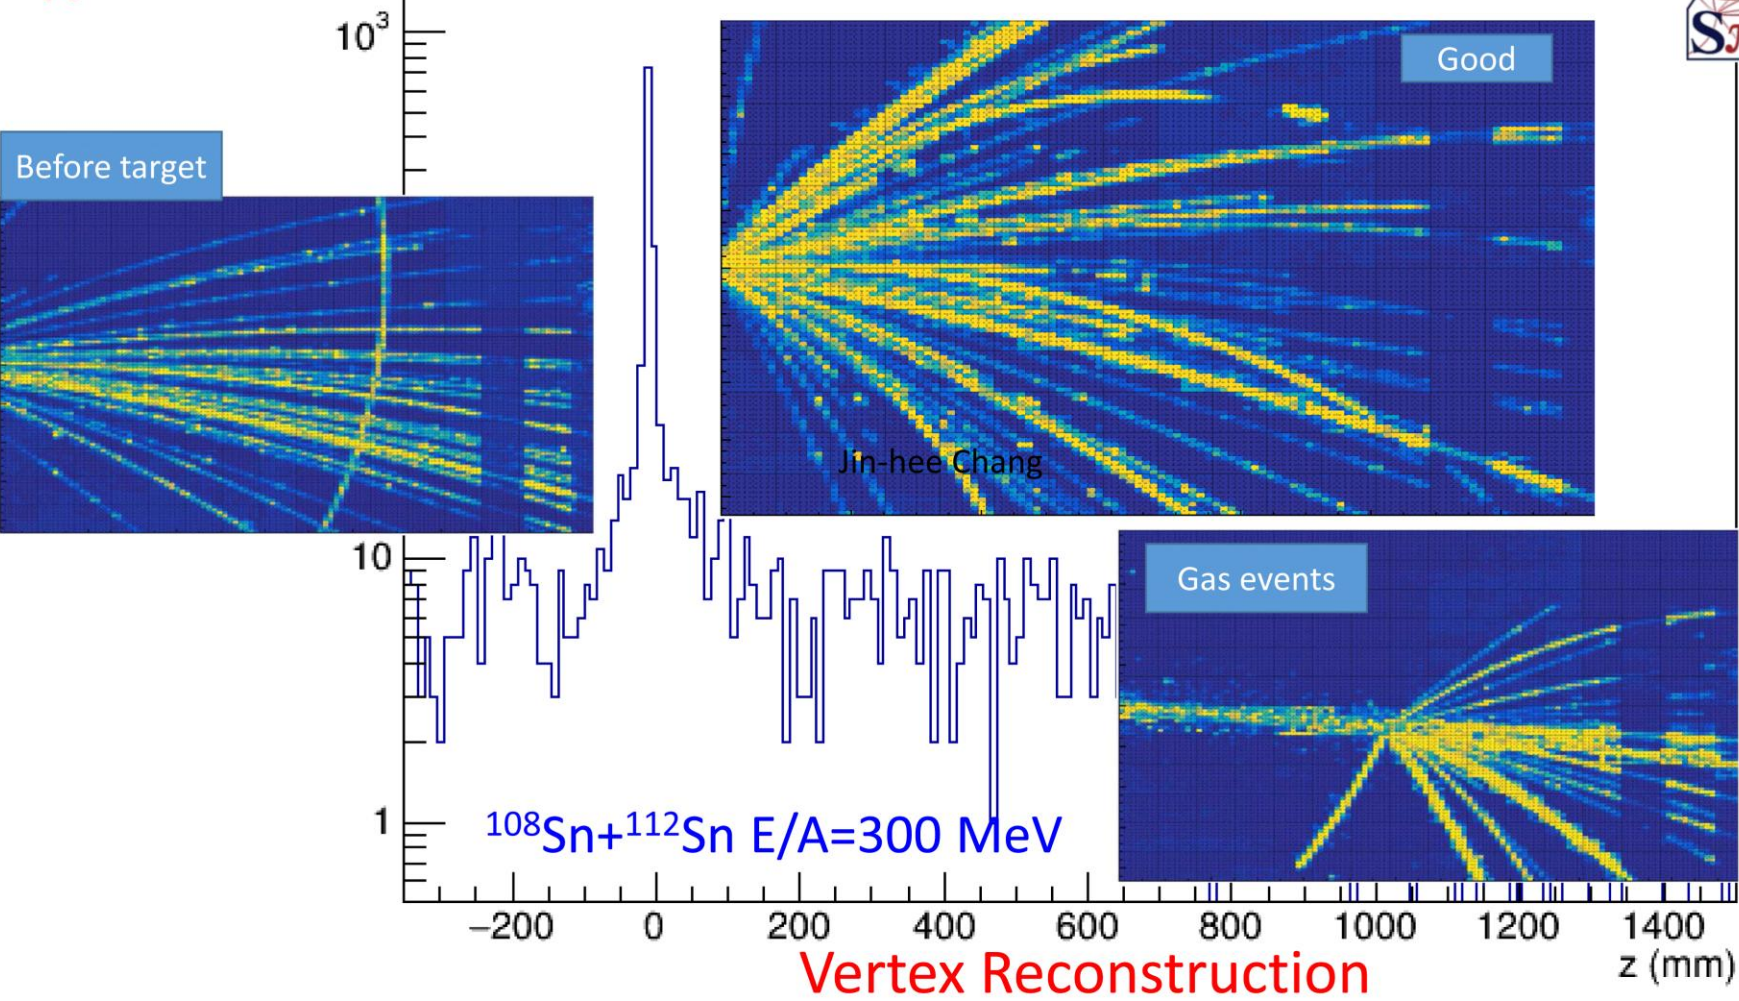 10³
Good
Before target
Jin-hee Chang
10
Gas events
1
¹⁰⁸Sn+¹¹²Sn E/A=300 MeV
−200 0 200 400 600 800 1000 1200 1400
z (mm)
Vertex Reconstruction